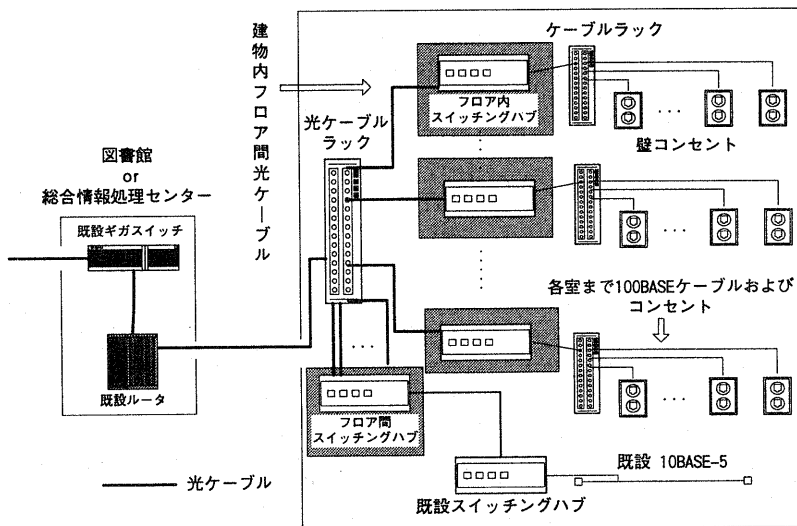 建物内フロア間光ケーブル
ケーブルラック
フロア内
スイッチングハブ
光ケーブル
ラック
壁コンセント
図書館
or
総合情報処理センター
既設ギガスイッチ
既設ルータ
各室まで100BASEケーブルおよび
コンセント
フロア間
スイッチングハブ
光ケーブル
既設 10BASE-5
既設スイッチングハブ